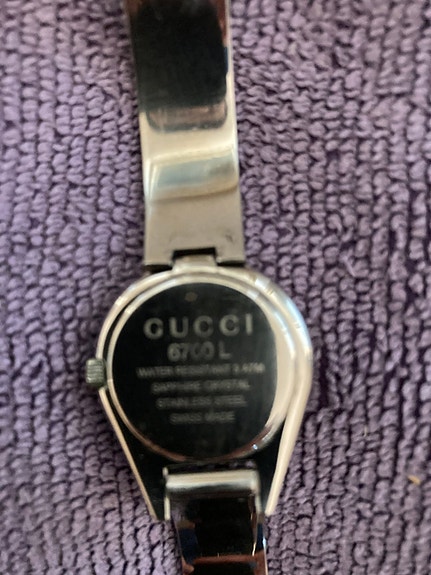 GUCCI
6700 L
WATER RESISTANT 3 ATM
SAPPHIRE CRYSTAL
STAINLESS STEEL
SWISS MADE